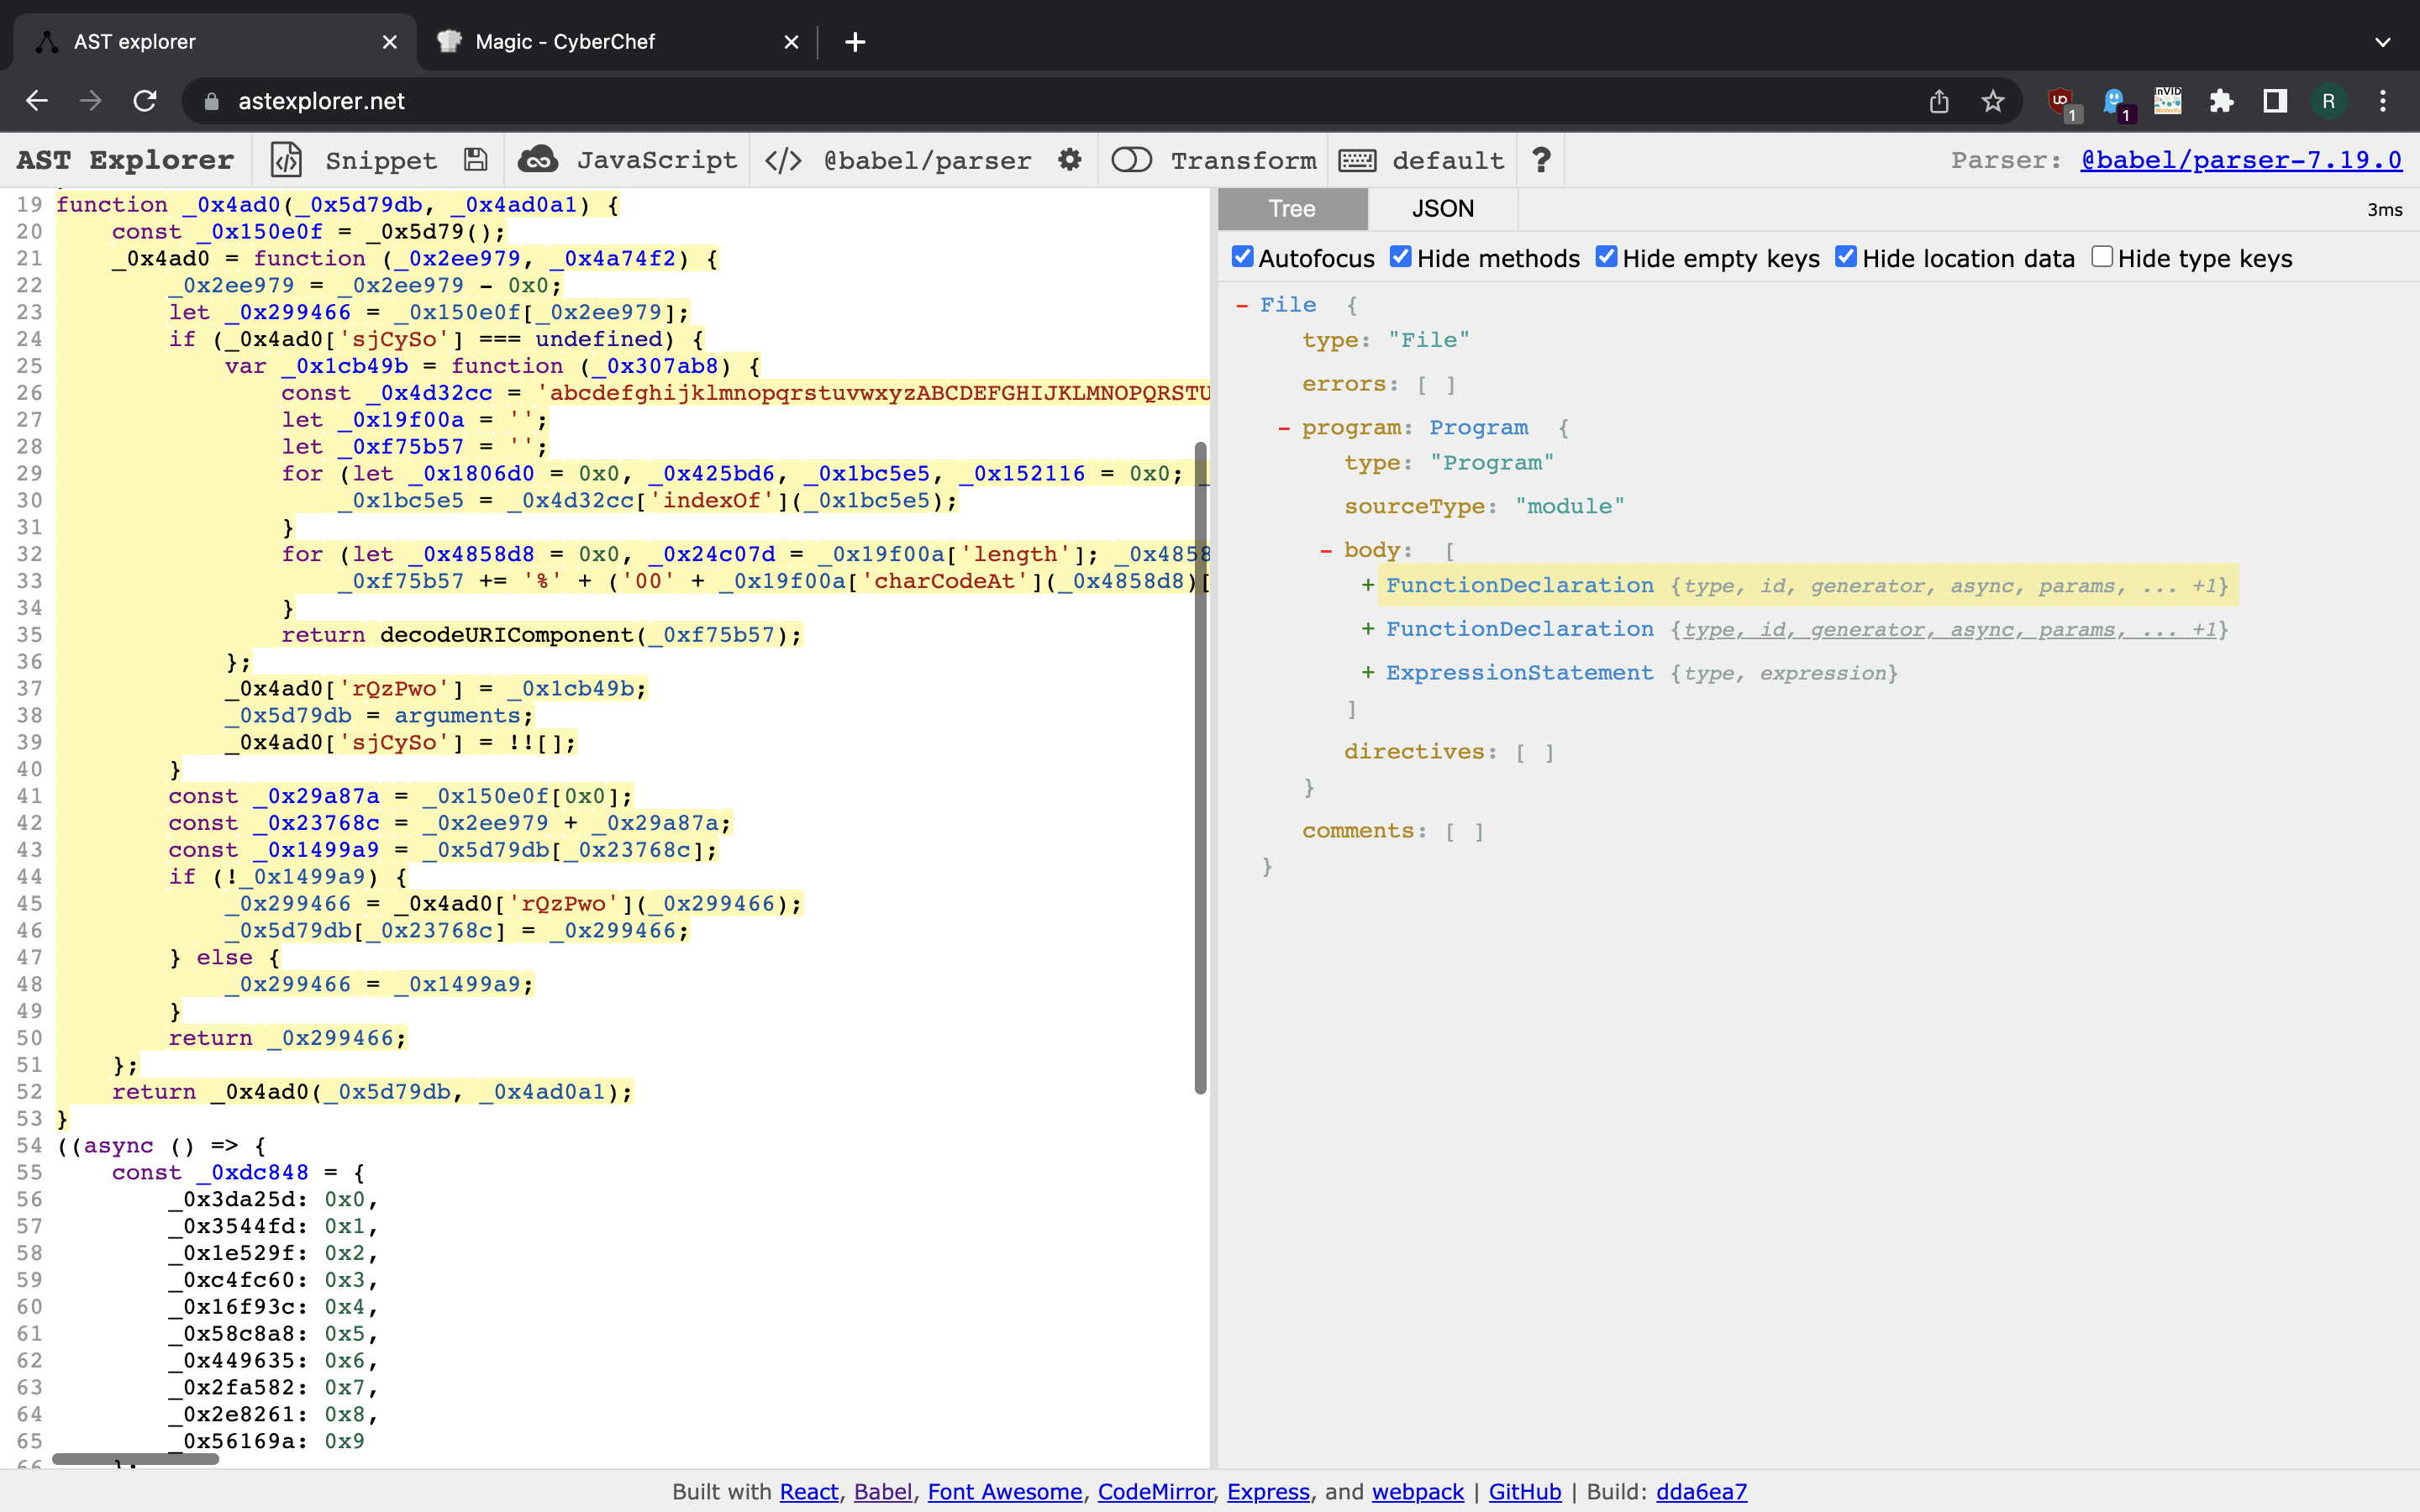 AST explorer
Magic - CyberChef
astexplorer.net
1
1
InVID
R
AST Explorer
Snippet
JavaScript
</> @babel/parser
Transform
default
?
Parser: @babel/parser-7.19.0
19 function _0x4ad0(_0x5d79db, _0x4ad0a1) {
20 const _0x150e0f = _0x5d79();
21 _0x4ad0 = function (_0x2ee979, _0x4a74f2) {
22 _0x2ee979 = _0x2ee979 - 0x0;
23 let _0x299466 = _0x150e0f[_0x2ee979];
24 if (_0x4ad0['sjCySo'] === undefined) {
25 var _0x1cb49b = function (_0x307ab8) {
26 const _0x4d32cc = 'abcdefghijklmnopqrstuvwxyzABCDEFGHIJKLMNOPQRSTU
27 let _0x19f00a = '';
28 let _0xf75b57 = '';
29 for (let _0x1806d0 = 0x0, _0x425bd6, _0x1bc5e5, _0x152116 = 0x0; _
30 _0x1bc5e5 = _0x4d32cc['indexOf'](_0x1bc5e5);
31 }
32 for (let _0x4858d8 = 0x0, _0x24c07d = _0x19f00a['length']; _0x4858
33 _0xf75b57 += '%' + ('00' + _0x19f00a['charCodeAt'](_0x4858d8)[
34 }
35 return decodeURIComponent(_0xf75b57);
36 };
37 _0x4ad0['rQzPwo'] = _0x1cb49b;
38 _0x5d79db = arguments;
39 _0x4ad0['sjCySo'] = !![];
40 }
41 const _0x29a87a = _0x150e0f[0x0];
42 const _0x23768c = _0x2ee979 + _0x29a87a;
43 const _0x1499a9 = _0x5d79db[_0x23768c];
44 if (!_0x1499a9) {
45 _0x299466 = _0x4ad0['rQzPwo'](_0x299466);
46 _0x5d79db[_0x23768c] = _0x299466;
47 } else {
48 _0x299466 = _0x1499a9;
49 }
50 return _0x299466;
51 };
52 return _0x4ad0(_0x5d79db, _0x4ad0a1);
53 }
54 ((async () => {
55 const _0xdc848 = {
56 _0x3da25d: 0x0,
57 _0x3544fd: 0x1,
58 _0x1e529f: 0x2,
59 _0xc4fc60: 0x3,
60 _0x16f93c: 0x4,
61 _0x58c8a8: 0x5,
62 _0x449635: 0x6,
63 _0x2fa582: 0x7,
64 _0x2e8261: 0x8,
65 _0x56169a: 0x9
66 };
Tree
JSON
3ms
Autofocus Hide methods Hide empty keys Hide location data Hide type keys
- File {
type: "File"
errors: [ ]
- program: Program {
type: "Program"
sourceType: "module"
- body: [
+ FunctionDeclaration {type, id, generator, async, params, ... +1}
+ FunctionDeclaration {type, id, generator, async, params, ... +1}
+ ExpressionStatement {type, expression}
]
directives: [ ]
}
comments: [ ]
}
Built with React, Babel, Font Awesome, CodeMirror, Express, and webpack | GitHub | Build: dda6ea7